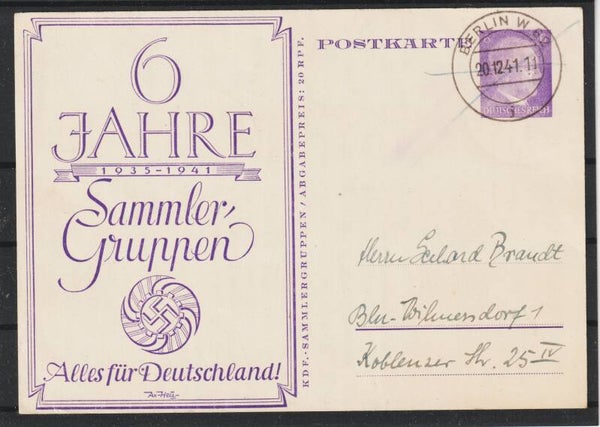 6
JAHRE
1935-1941
Sammler-
Gruppen
Alles für Deutschland!
KDF.-SAMMLERGRUPPEN / ABGABEPREIS: 20 RPF.
POSTKARTE
BERLIN W 62
20.12.41. 11
DEUTSCHES REICH
Herrn Brandt
Bln-Wilmersdorf 1
Koblenzer Str. 25 IV